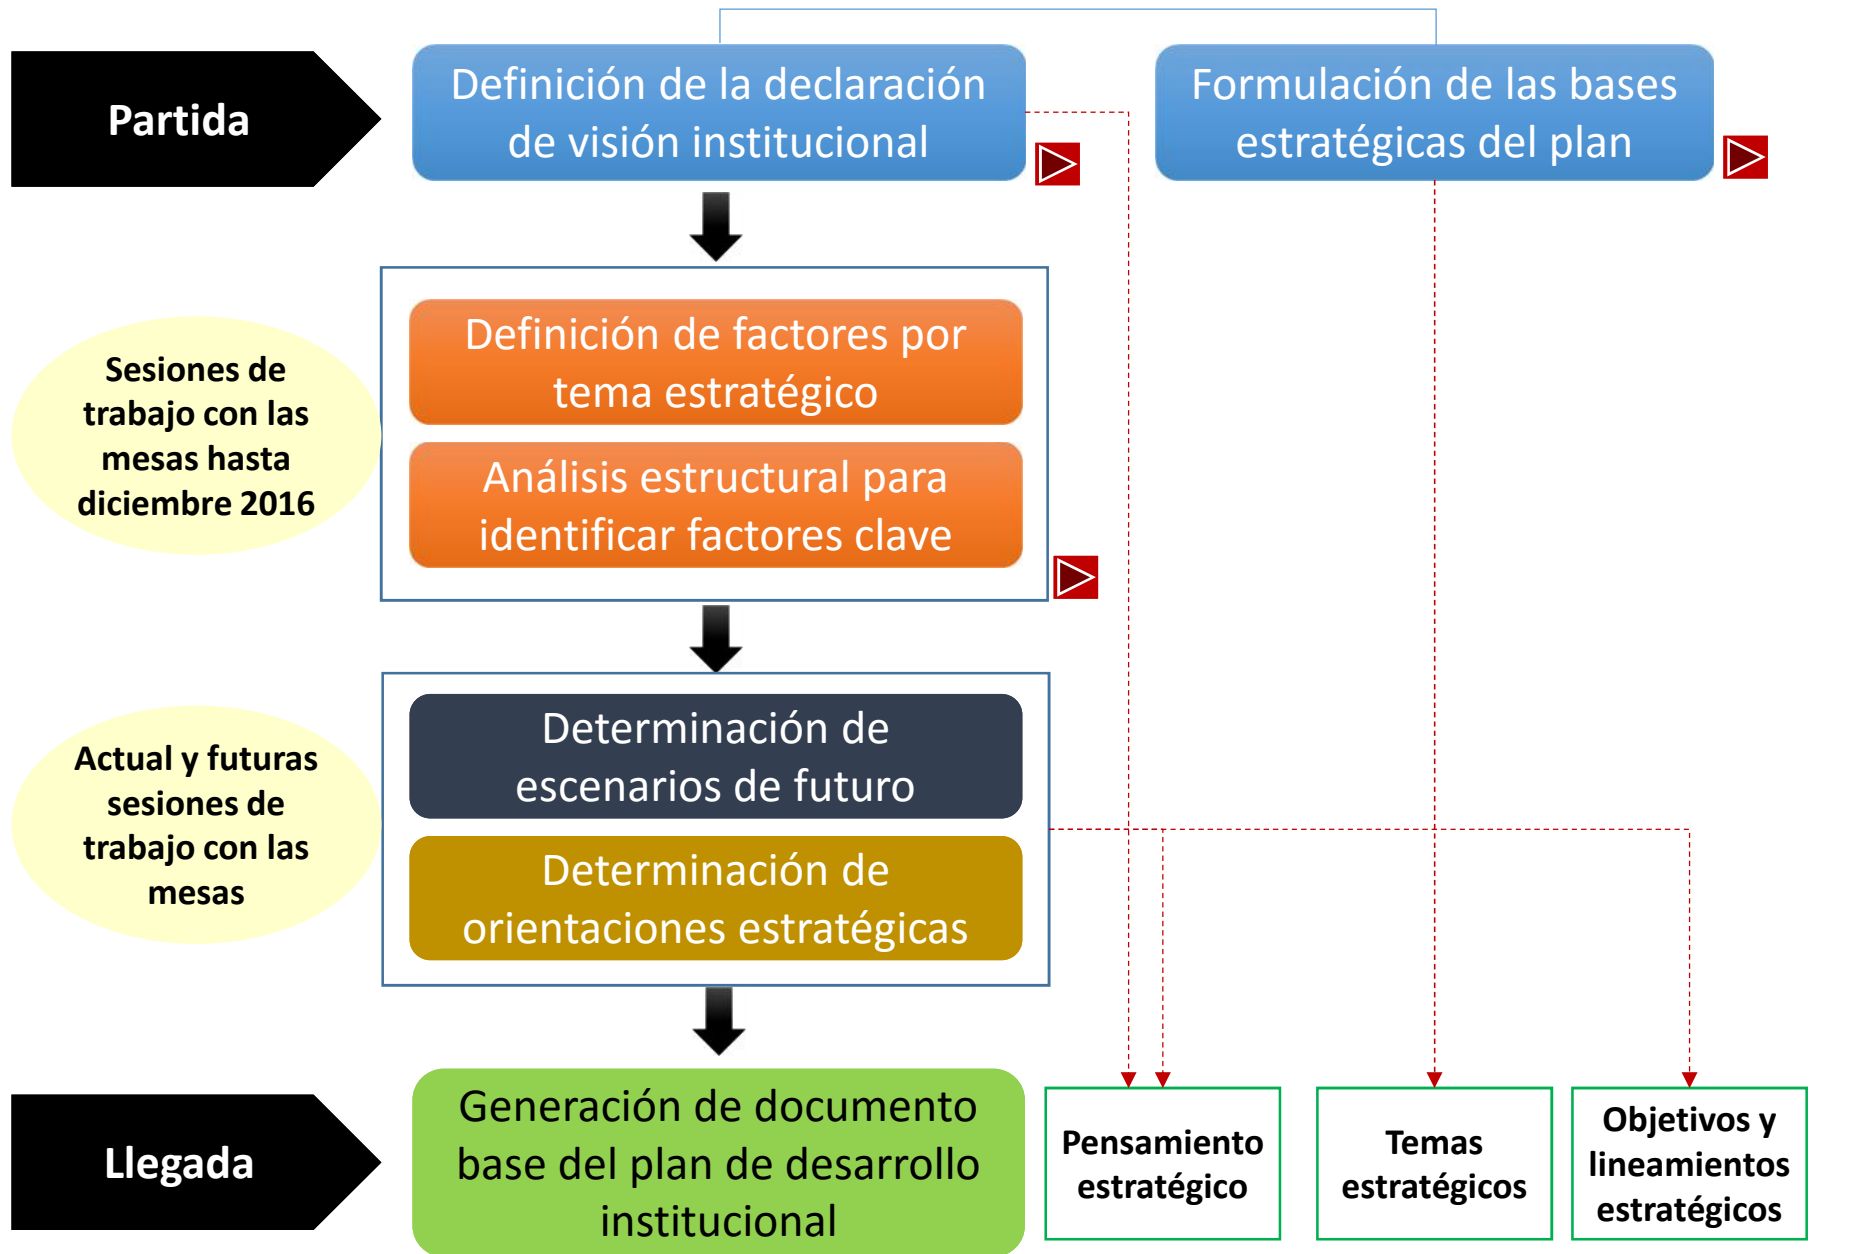 Partida
Definición de la declaración
de visión institucional
Formulación de las bases
estratégicas del plan
Sesiones de
trabajo con las
mesas hasta
diciembre 2016
Definición de factores por
tema estratégico
Análisis estructural para
identificar factores clave
Actual y futuras
sesiones de
trabajo con las
mesas
Determinación de
escenarios de futuro
Determinación de
orientaciones estratégicas
Llegada
Generación de documento
base del plan de desarrollo
institucional
Pensamiento
estratégico
Temas
estratégicos
Objetivos y
lineamientos
estratégicos